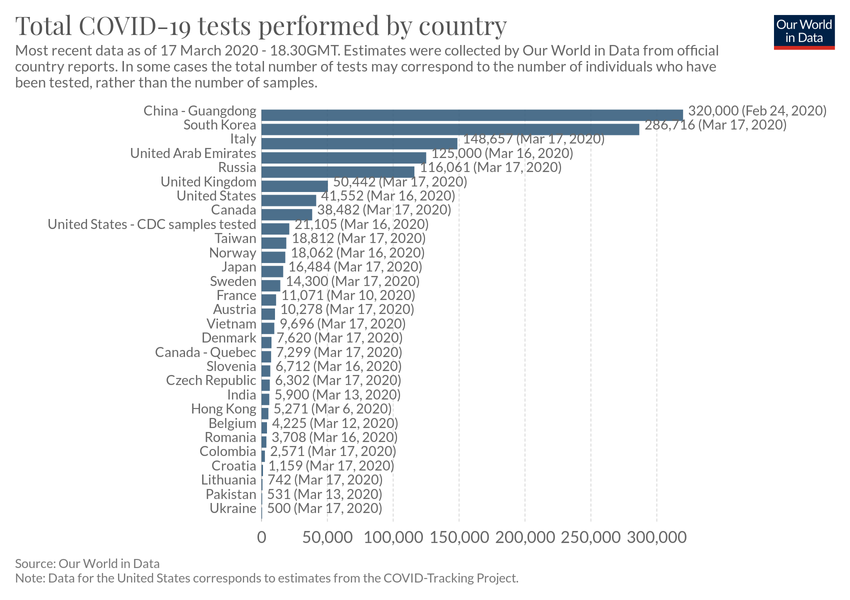 Total COVID-19 tests performed by country
Our World
in Data
Most recent data as of 17 March 2020 - 18.30GMT. Estimates were collected by Our World in Data from official
country reports. In some cases the total number of tests may correspond to the number of individuals who have
been tested, rather than the number of samples.
China - Guangdong 320,000 (Feb 24, 2020)
South Korea 286,716 (Mar 17, 2020)
Italy 148,657 (Mar 17, 2020)
United Arab Emirates 125,000 (Mar 16, 2020)
Russia 116,061 (Mar 17, 2020)
United Kingdom 50,442 (Mar 17, 2020)
United States 41,552 (Mar 16, 2020)
Canada 38,482 (Mar 17, 2020)
United States - CDC samples tested 21,105 (Mar 16, 2020)
Taiwan 18,812 (Mar 17, 2020)
Norway 18,062 (Mar 16, 2020)
Japan 16,484 (Mar 17, 2020)
Sweden 14,300 (Mar 17, 2020)
France 11,071 (Mar 10, 2020)
Austria 10,278 (Mar 17, 2020)
Vietnam 9,696 (Mar 17, 2020)
Denmark 7,620 (Mar 17, 2020)
Canada - Quebec 7,299 (Mar 17, 2020)
Slovenia 6,712 (Mar 16, 2020)
Czech Republic 6,302 (Mar 17, 2020)
India 5,900 (Mar 13, 2020)
Hong Kong 5,271 (Mar 6, 2020)
Belgium 4,225 (Mar 12, 2020)
Romania 3,708 (Mar 16, 2020)
Colombia 2,571 (Mar 17, 2020)
Croatia 1,159 (Mar 17, 2020)
Lithuania 742 (Mar 17, 2020)
Pakistan 531 (Mar 13, 2020)
Ukraine 500 (Mar 17, 2020)
0 50,000 100,000 150,000 200,000 250,000 300,000
Source: Our World in Data
Note: Data for the United States corresponds to estimates from the COVID-Tracking Project.